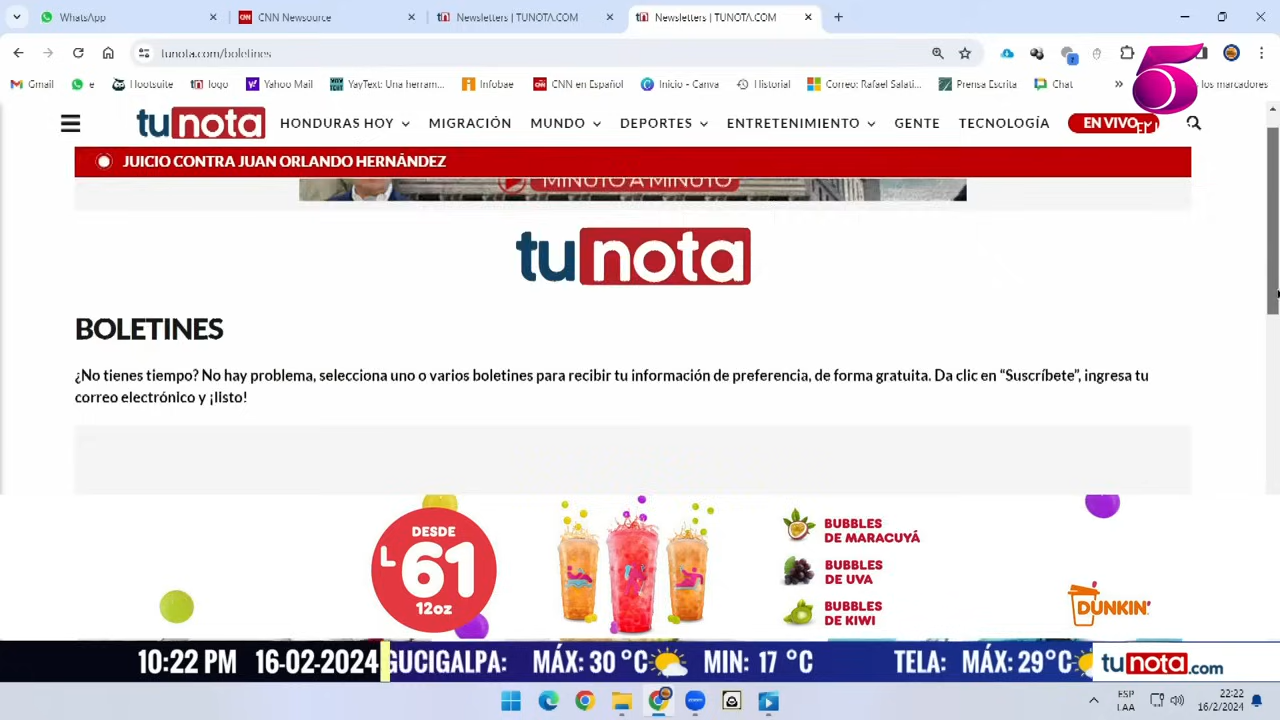 WhatsApp
CNN Newsource
Newsletters | TUNOTA.COM
Newsletters | TUNOTA.COM
tunota.com/boletines
Gmail
e
Hootsuite
logo
Yahoo Mail
YayText: Una herram...
Infobae
CNN en Español
Inicio - Canva
Historial
Correo: Rafael Salati...
Prensa Escrita
Chat
»
los marcadores
5
tunota
HONDURAS HOY
MIGRACIÓN
MUNDO
DEPORTES
ENTRETENIMIENTO
GENTE
TECNOLOGÍA
EN VIVO
JUICIO CONTRA JUAN ORLANDO HERNÁNDEZ
MINUTO A MINUTO
tunota
BOLETINES
¿No tienes tiempo? No hay problema, selecciona uno o varios boletines para recibir tu información de preferencia, de forma gratuita. Da clic en “Suscríbete”, ingresa tu
correo electrónico y ¡listo!
DESDE
L61
12oz
BUBBLES
DE MARACUYÁ
BUBBLES
DE UVA
BUBBLES
DE KIWI
DUNKIN'
10:22 PM 16-02-2024 GUCIGALPA: MÁX: 30 °C MIN: 17 °C TELA: MÁX: 29°C tunota.com
ESP
LAA
22:22
16/2/2024